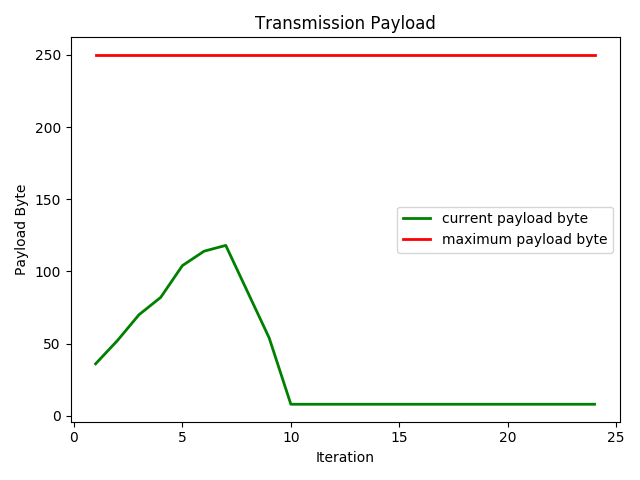 Transmission Payload
Payload Byte
250
200
150
100
50
0
current payload byte
maximum payload byte
0 5 10 15 20 25
Iteration